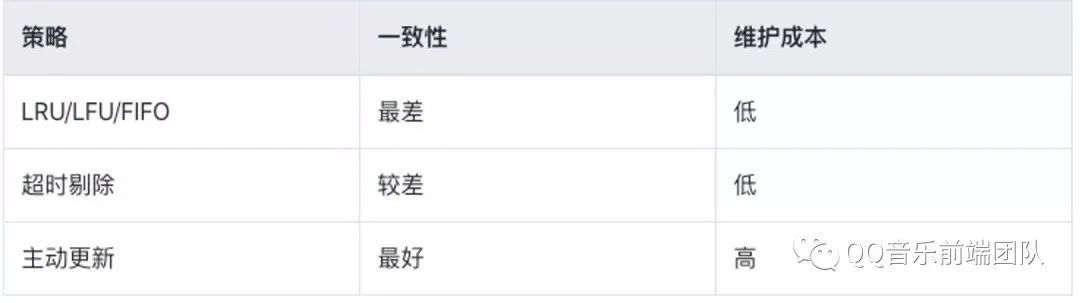 策略 一致性 维护成本
LRU/LFU/FIFO 最差 低
超时剔除 较差 低
主动更新 最好 高
QQ音乐前端团队